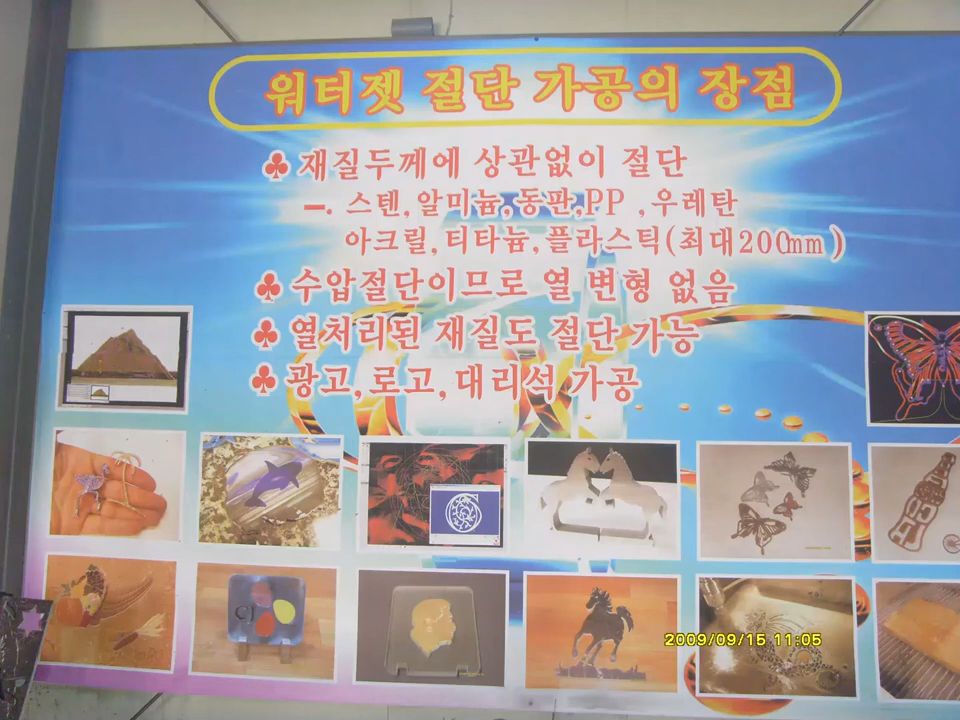 워터젯 절단 가공의 장점
♣ 재질두께에 상관없이 절단
–. 스텐,알미늄,동판,PP ,우레탄
아크릴,티타늄,플라스틱(최대200mm)
♣ 수압절단이므로 열 변형 없음
♣ 열처리된 재질도 절단 가능
♣ 광고,로고,대리석 가공
CJ
2009/09/15 11:05